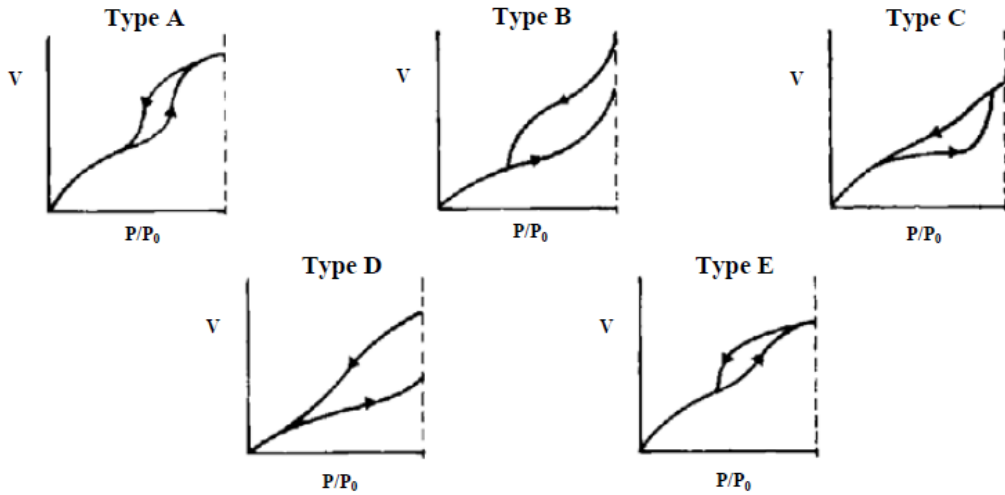 Type A
V
P/P₀
Type B
V
P/P₀
Type C
V
P/P₀
Type D
V
P/P₀
Type E
V
P/P₀